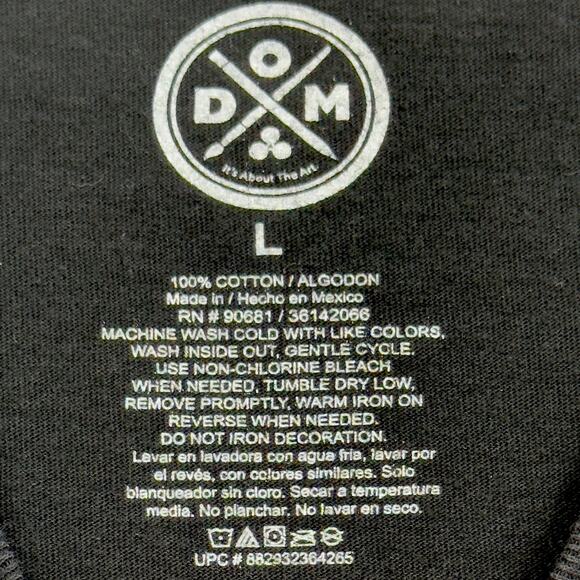 O
D M
It's About The Art.
L
100% COTTON / ALGODON
Made in / Hecho en Mexico
RN # 90681 / 36142066
MACHINE WASH COLD WITH LIKE COLORS,
WASH INSIDE OUT, GENTLE CYCLE.
USE NON-CHLORINE BLEACH
WHEN NEEDED, TUMBLE DRY LOW,
REMOVE PROMPTLY, WARM IRON ON
REVERSE WHEN NEEDED.
DO NOT IRON DECORATION.
Levar en lavadora con agua fria, lavar por
el revés, con colores similares. Solo
blanqueador sin cloro. Secar a temperatura
media. No planchar. No lavar en seco.
UPC # 882932364265